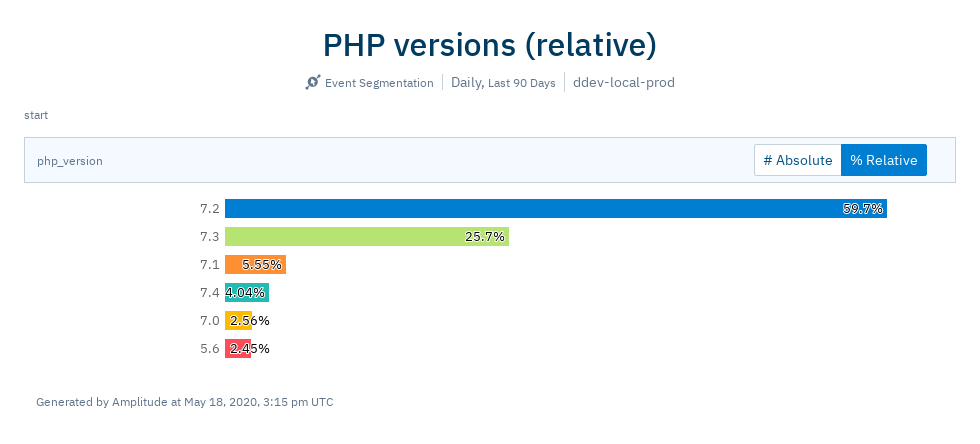 PHP versions (relative)
Event Segmentation Daily, Last 90 Days ddev-local-prod
start
php_version # Absolute % Relative
7.2 59.7%
7.3 25.7%
7.1 5.55%
7.4 4.04%
7.0 2.56%
5.6 2.45%
Generated by Amplitude at May 18, 2020, 3:15 pm UTC